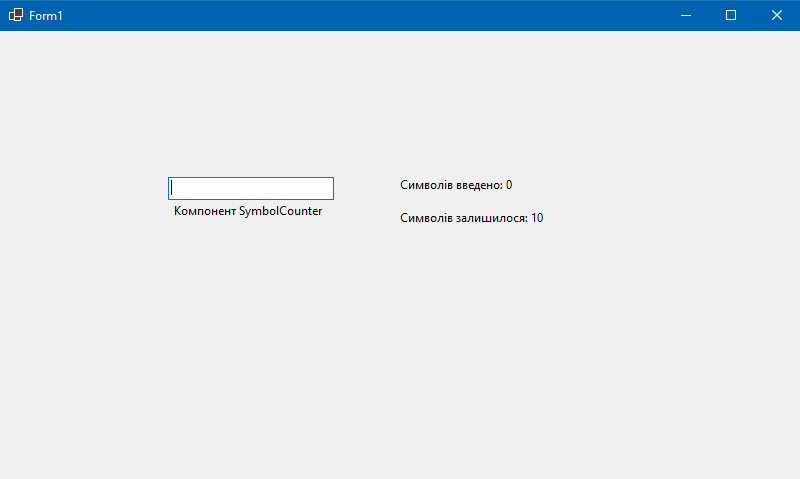 Form1
Символів введено: 0
Компонент SymbolCounter
Символів залишилося: 10